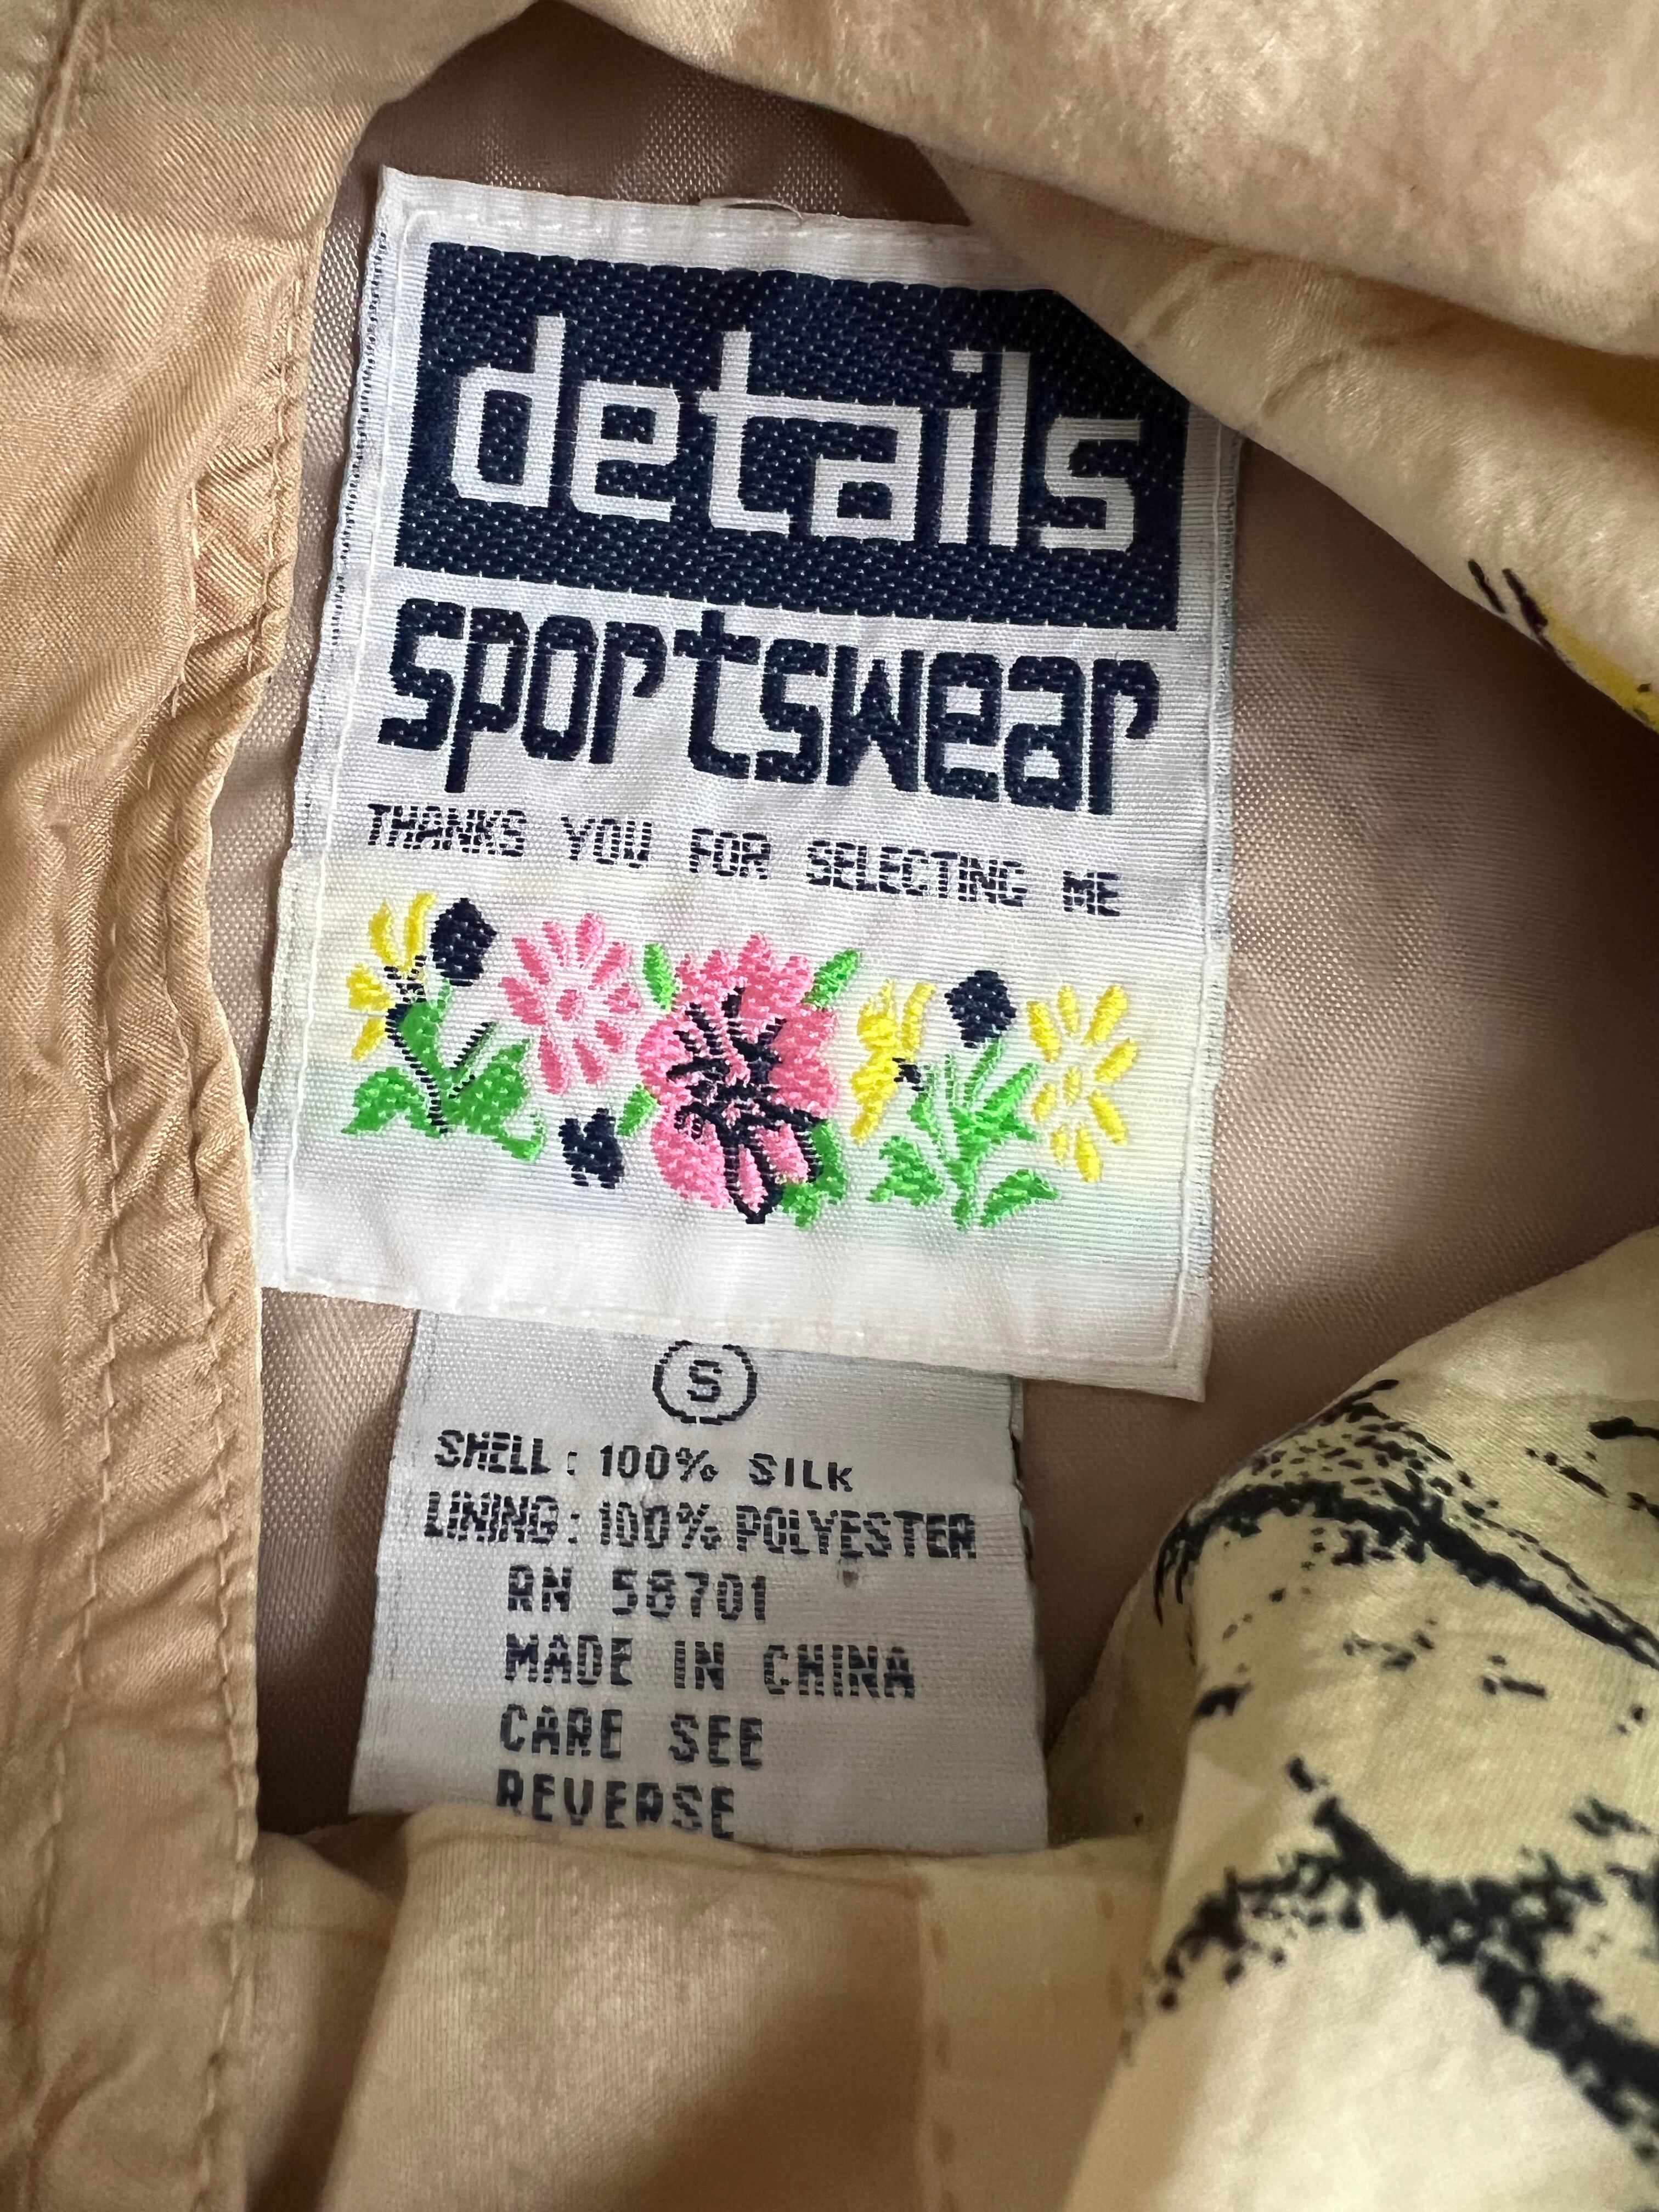 details
sportswear
THANKS YOU FOR SELECTING ME
S
SHELL: 100% SILK
LINING: 100% POLYESTER
RN 58701
MADE IN CHINA
CARE SEE
REVERSE